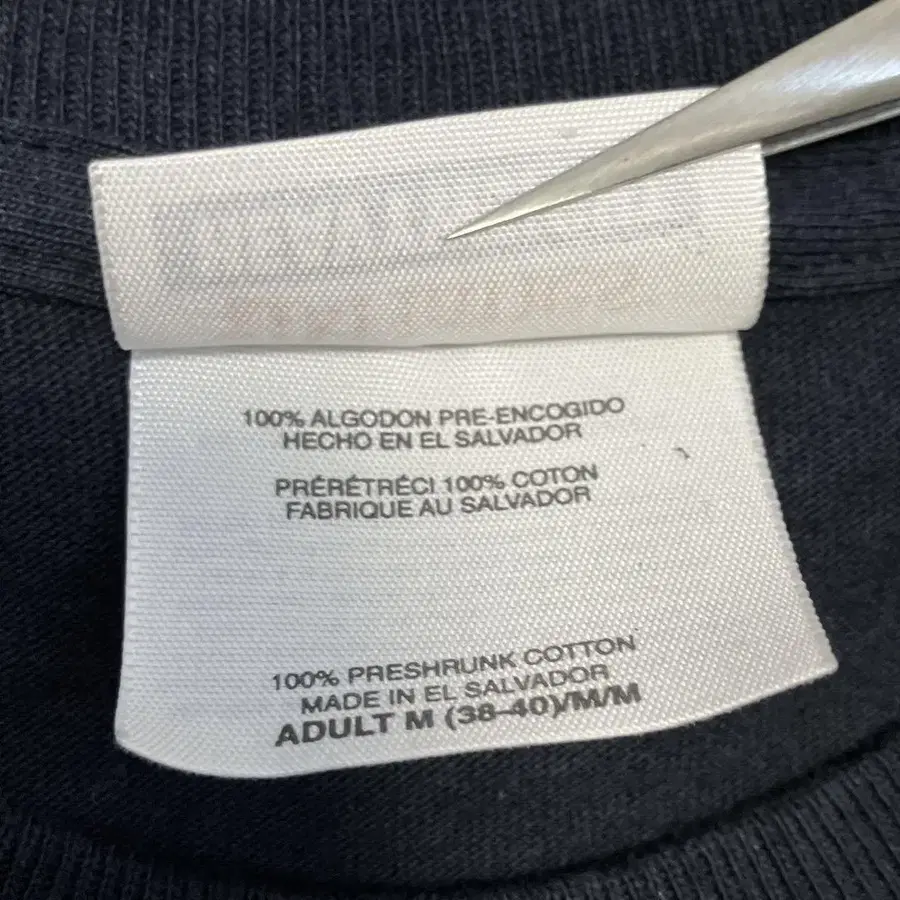 100% ALGODON PRE-ENCOGIDO
HECHO EN EL SALVADOR
PRÉRÉTRÉCI 100% COTON
FABRIQUE AU SALVADOR
100% PRESHRUNK COTTON
MADE IN EL SALVADOR
ADULT M (38-40)/M/M